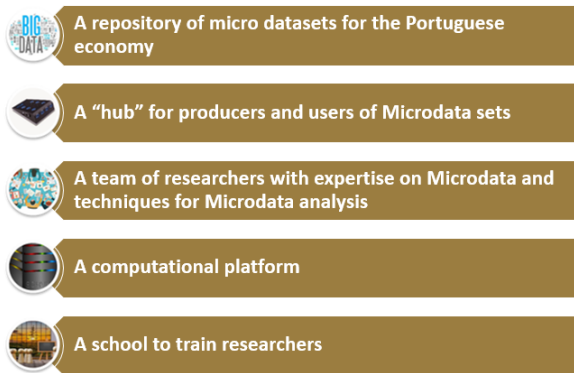 BIG
DATA
A repository of micro datasets for the Portuguese
economy
A “hub” for producers and users of Microdata sets
A team of researchers with expertise on Microdata and
techniques for Microdata analysis
A computational platform
A school to train researchers